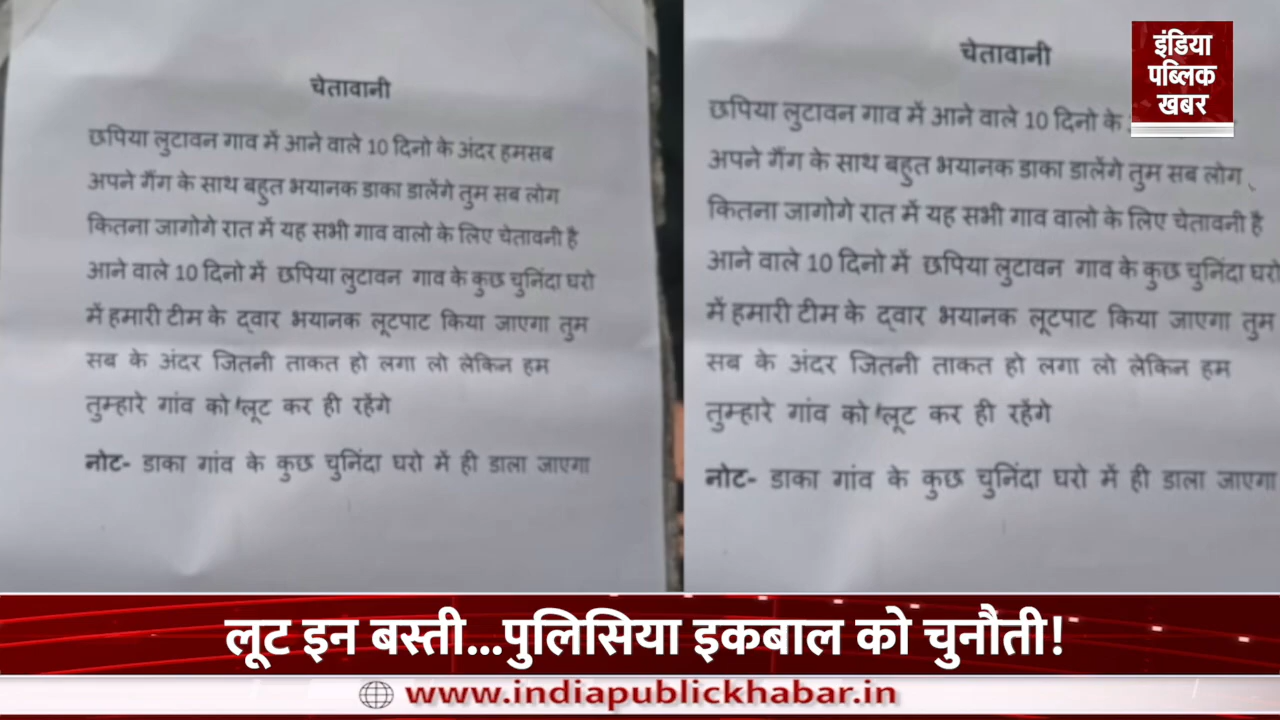 चेतावानी
छपिया लुटावन गाव में आने वाले 10 दिनो के अंदर हमसब
अपने गैंग के साथ बहुत भयानक डाका डालेंगे तुम सब लोग
कितना जागोगे रात में यह सभी गाव वालो के लिए चेतावनी है
आने वाले 10 दिनो में छपिया लुटावन गाव के कुछ चुनिंदा घरो
में हमारी टीम के द्वार भयानक लूटपाट किया जाएगा तुम
सब के अंदर जितनी ताकत हो लगा लो लेकिन हम
तुम्हारे गांव को लूट कर ही रहेंगे
नोट- डाका गांव के कुछ चुनिंदा घरो में ही डाला जाएगा
चेतावानी
छपिया लुटावन गाव में आने वाले 10 दिनो के
अपने गैंग के साथ बहुत भयानक डाका डालेंगे तुम सब लोग
कितना जागोगे रात में यह सभी गाव वालो के लिए चेतावनी है
आने वाले 10 दिनो में छपिया लुटावन गाव के कुछ चुनिंदा घरो
में हमारी टीम के द्वार भयानक लूटपाट किया जाएगा तुम
सब के अंदर जितनी ताकत हो लगा लो लेकिन हम
तुम्हारे गांव को लूट कर ही रहेंगे
नोट- डाका गांव के कुछ चुनिंदा घरो में ही डाला जाएगा
इंडिया
पब्लिक
खबर
लूट इन बस्ती...पुलिसिया इकबाल को चुनौती!
www.indiapublickhabar.in